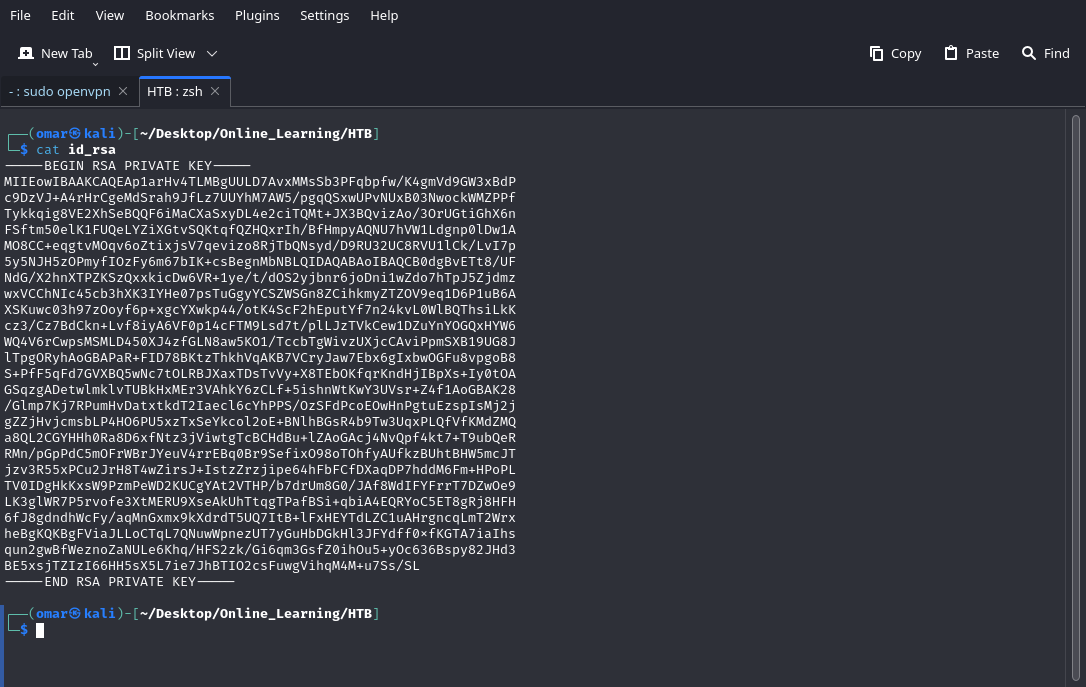 File Edit View Bookmarks Plugins Settings Help
New Tab Split View Copy Paste Find
- : sudo openvpn HTB : zsh
┌──(omar㉿kali)-[~/Desktop/Online_Learning/HTB]
└─$ cat id_rsa
-----BEGIN RSA PRIVATE KEY-----
MIIEowIBAAKCAQEAp1arHv4TLMBgUULD7AvxMMsSb3PFqbpfw/K4gmVd9GW3xBdP
c9DzVJ+A4rHrCgeMdSrah9JfLz7UUYhM7AW5/pgqQSxwUPvNUxB03NwockWMZPPf
Tykkqig8VE2XhSeBQQF6iMaCXaSxyDL4e2ciTQMt+JX3BQvizAo/3OrUGtiGhX6n
FSftm50elK1FUQeLYZiXGtvSQKtqfQZHQxrIh/BfHmpyAQNU7hVW1Ldgnp0lDw1A
MO8CC+eqgtvMOqv6oZtixjsV7qevizo8RjTbQNsyd/D9RU32UC8RVU1lCk/LvI7p
5y5NJH5zOPmyfIOzFy6m67bIK+csBegnMbNBLQIDAQABAoIBAQCB0dgBvETt8/UF
NdG/X2hnXTPZKSzQxxkicDw6VR+1ye/t/dOS2yjbnr6joDni1wZdo7hTpJ5Zjdmz
wxVCChNIc45cb3hXK3IYHe07psTuGgyYCSZWSGn8ZCihkmyZTZOV9eq1D6P1uB6A
XSKuwc03h97zOoyf6p+xgcYXwkp44/otK4ScF2hEputYf7n24kvL0WlBQThsiLkK
cz3/Cz7BdCkn+Lvf8iyA6VF0p14cFTM9Lsd7t/plLJzTVkCew1DZuYnYOGQxHYW6
WQ4V6rCwpsMSMLD450XJ4zfGLN8aw5KO1/TccbTgWivzUXjcCAviPpmSXB19UG8J
lTpgORyhAoGBAPaR+FID78BKtzThkhVqAKB7VCryJaw7Ebx6gIxbwOGFu8vpgoB8
S+PfF5qFd7GVXBQ5wNc7tOLRBJXaxTDsTvVy+X8TEbOKfqrKndHjIBpXs+Iy0tOA
GSqzgADetwlmklvTUBkHxMEr3VAhkY6zCLf+5ishnWtKwY3UVsr+Z4f1AoGBAK28
/Glmp7Kj7RPumHvDatxtkdT2Iaecl6cYhPPS/OzSFdPcoEOwHnPgtuEzspIsMj2j
gZZjHvjcmsbLP4HO6PU5xzTxSeYkcol2oE+BNlhBGsR4b9Tw3UqxPLQfVfKMdZMQ
a8QL2CGYHHh0Ra8D6xfNtz3jViwtgTcBCHdBu+lZAoGAcj4NvQpf4kt7+T9ubQeR
RMn/pGpPdC5mOFrWBrJYeuV4rrEBq0Br9SefixO98oTOhfyAUfkzBUhtBHW5mcJT
jzv3R55xPCu2JrH8T4wZirsJ+IstzZrzjipe64hFbFCfDXaqDP7hddM6Fm+HPoPL
TV0IDgHkKxsW9PzmPeWD2KUCgYAt2VTHP/b7drUm8G0/JAf8WdIFYFrrT7DZwOe9
LK3glWR7P5rvofe3XtMERU9XseAkUhTtqgTPafBSi+qbiA4EQRYoC5ET8gRj8HFH
6fJ8gdndhWcFy/aqMnGxmx9kXdrdT5UQ7ItB+lFxHEYTdLZC1uAHrgncqLmT2Wrx
heBgKQKBgFViaJLLoCTqL7QNuwWpnezUT7yGuHbDGkHl3JFYdff0xfKGTA7iaIhs
qun2gwBfWeznoZaNULe6Khq/HFS2zk/Gi6qm3GsfZ0ihOu5+yOc636Bspy82JHd3
BE5xsjTZIzI66HH5sX5L7ie7JhBTIO2csFuwgVihqM4M+u7Ss/SL
-----END RSA PRIVATE KEY-----
┌──(omar㉿kali)-[~/Desktop/Online_Learning/HTB]
└─$